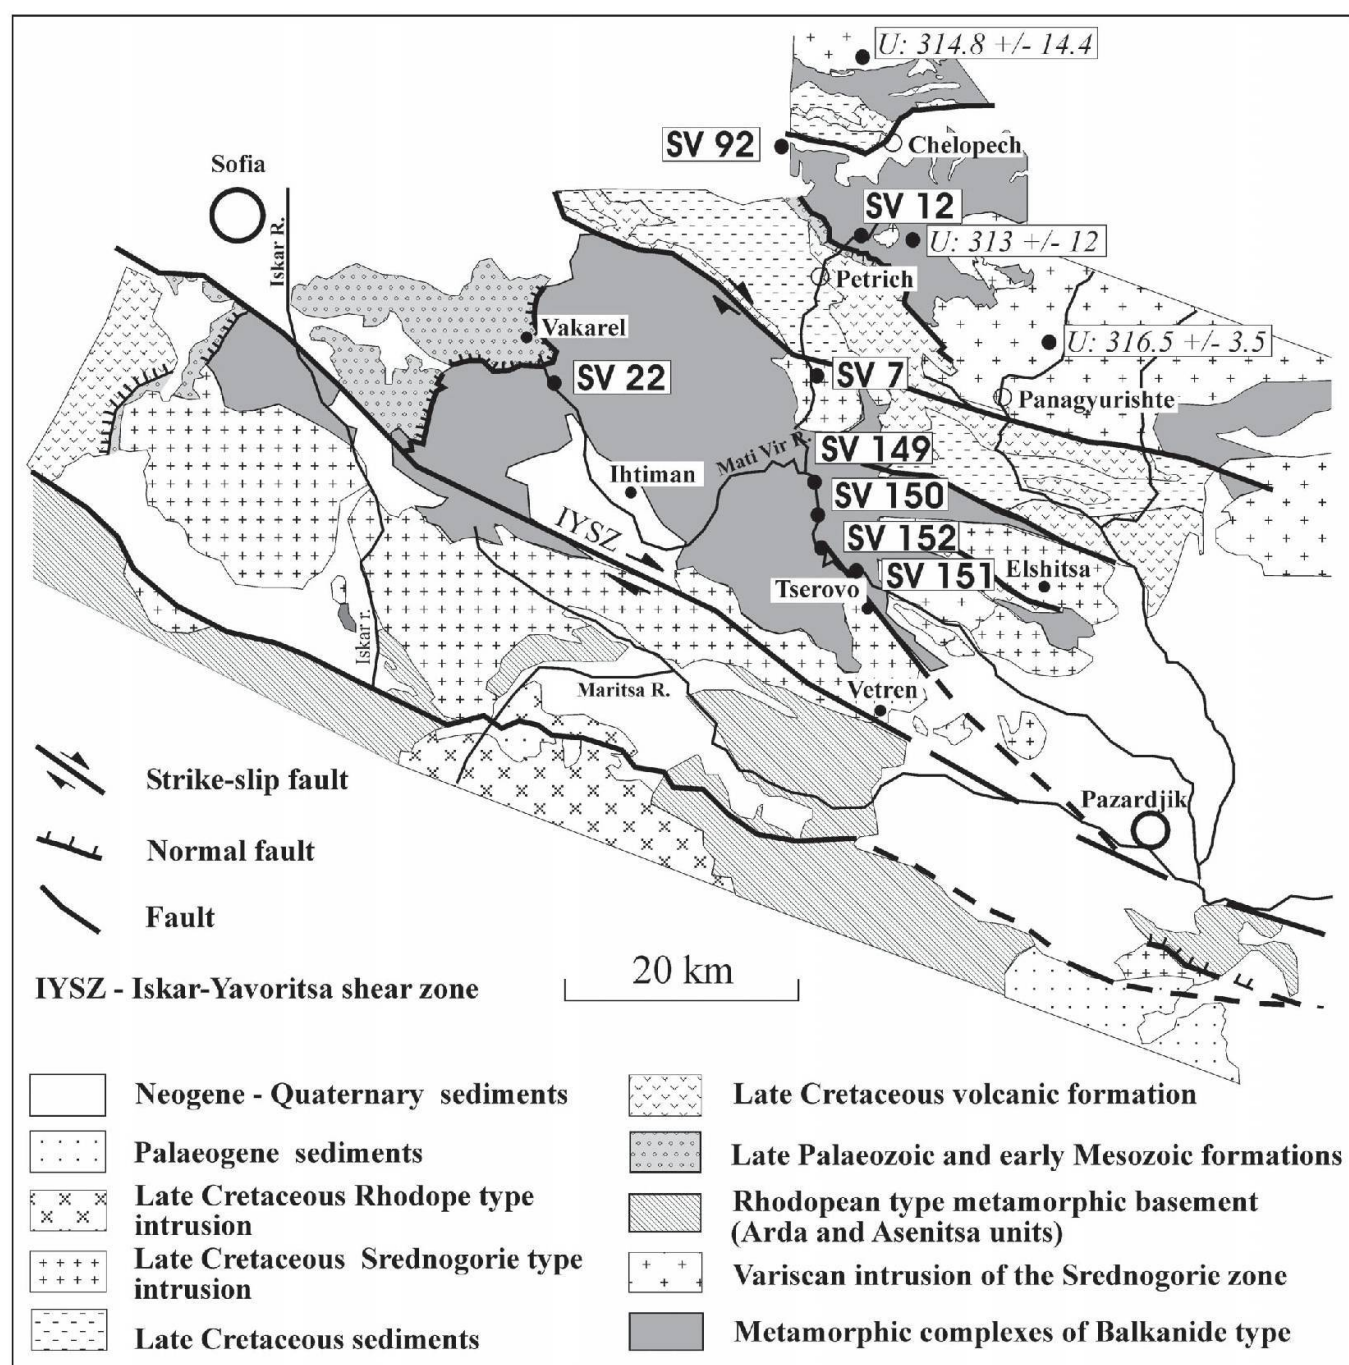 U: 314.8 +/- 14.4
SV 92
Chelopech
Sofia
Iskar R.
SV 12
U: 313 +/- 12
Petrich
Vakarel
U: 316.5 +/- 3.5
SV 22
SV 7
Panagyurishte
Mati Vir R.
SV 149
Ihtiman
SV 150
IYSZ
SV 152
SV 151
Elshitsa
Tserovo
Iskar r.
Maritsa R.
Vetren
Strike-slip fault
Pazardjik
Normal fault
Fault
20 km
IYSZ - Iskar-Yavoritsa shear zone
Neogene - Quaternary sediments
Palaeogene sediments
Late Cretaceous Rhodope type
intrusion
Late Cretaceous Srednogorie type
intrusion
Late Cretaceous sediments
Late Cretaceous volcanic formation
Late Palaeozoic and early Mesozoic formations
Rhodopean type metamorphic basement
(Arda and Asenitsa units)
Variscan intrusion of the Srednogorie zone
Metamorphic complexes of Balkanide type